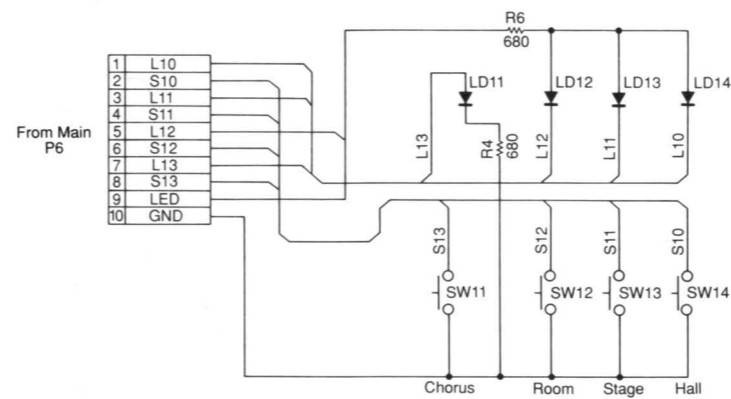 R6
680
1 L10
2 S10
3 L11
4 S11
5 L12
6 S12
7 L13
8 S13
9 LED
10 GND
From Main
P6
LD11
LD12
LD13
LD14
L13
R4
680
L12
L11
L10
S13
S12
S11
S10
SW11
SW12
SW13
SW14
Chorus
Room
Stage
Hall